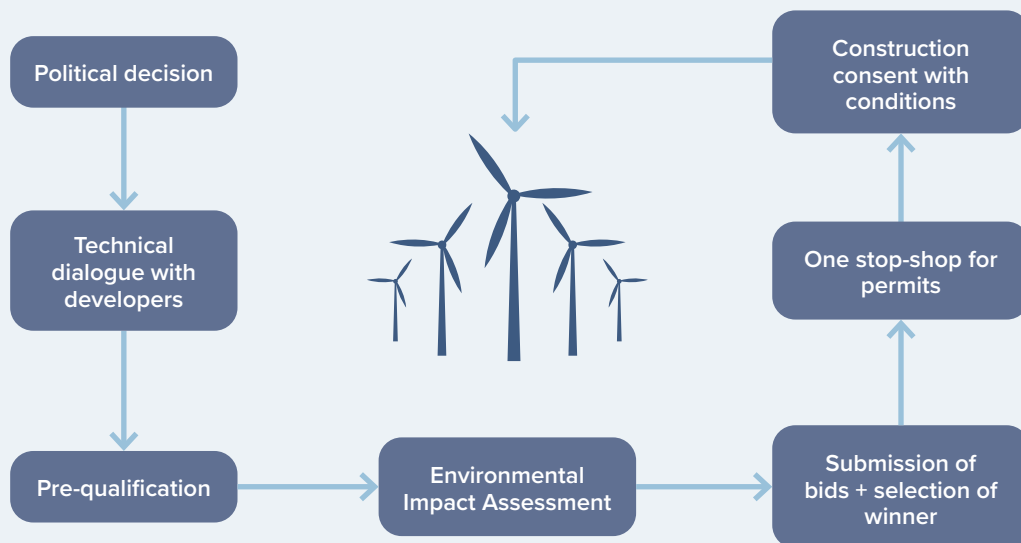 Political decision
Technical
dialogue with
developers
Pre-qualification
Environmental
Impact Assessment
Submission of
bids + selection of
winner
One stop-shop for
permits
Construction
consent with
conditions